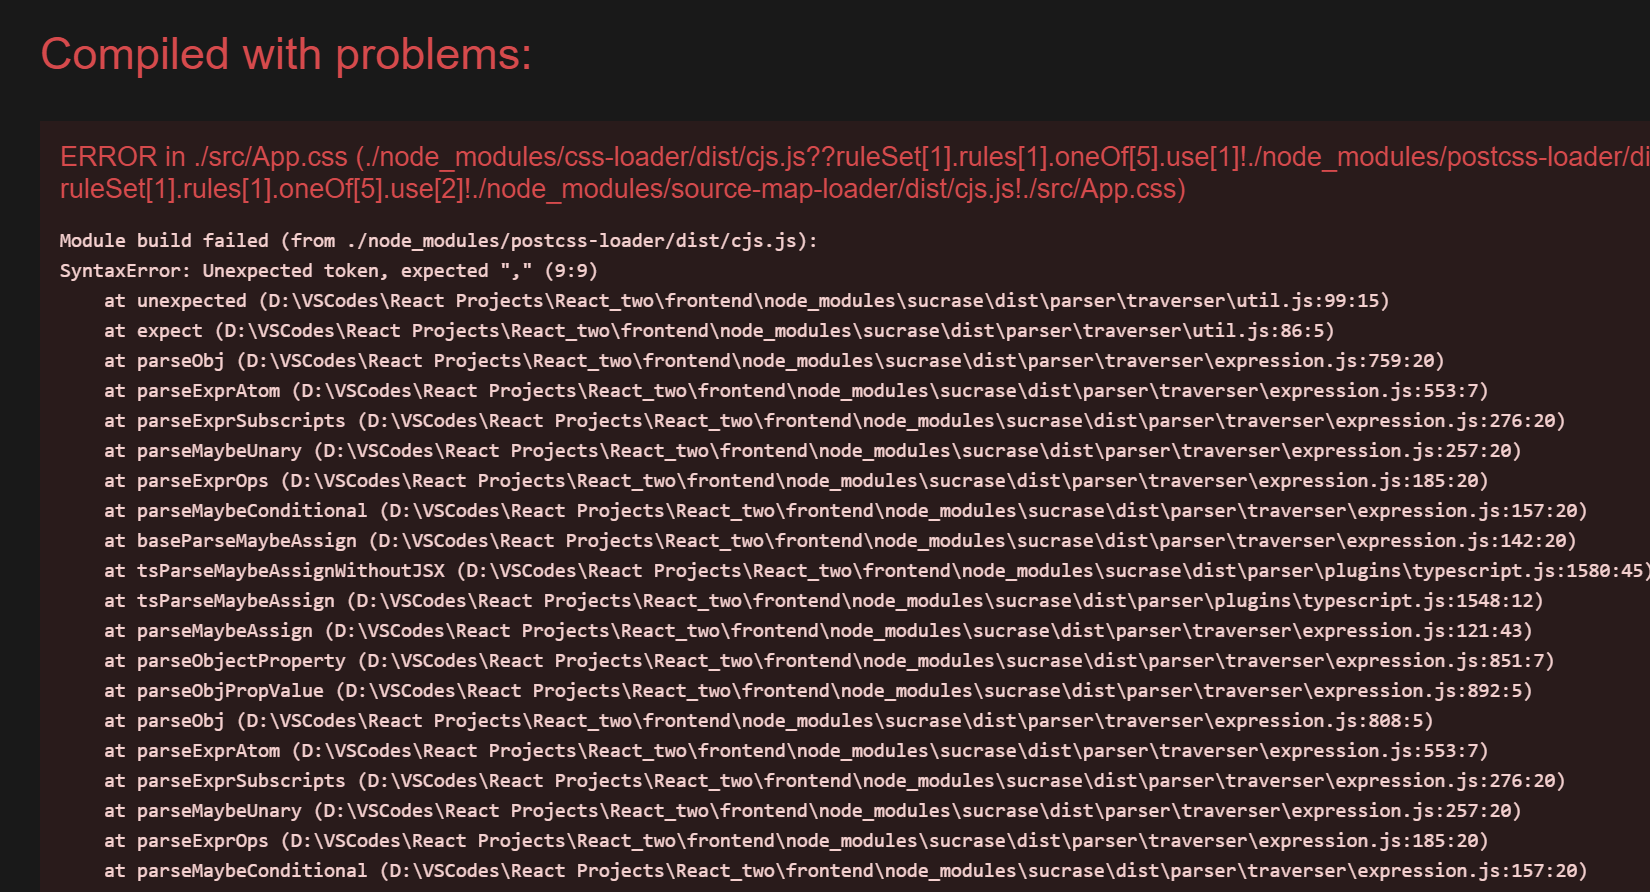 Compiled with problems:
ERROR in ./src/App.css (./node_modules/css-loader/dist/cjs.js??ruleSet[1].rules[1].oneOf[5].use[1]!./node_modules/postcss-loader/di
ruleSet[1].rules[1].oneOf[5].use[2]!./node_modules/source-map-loader/dist/cjs.js!./src/App.css)
Module build failed (from ./node_modules/postcss-loader/dist/cjs.js):
SyntaxError: Unexpected token, expected "," (9:9)
    at unexpected (D:\VSCodes\React Projects\React_two\frontend\node_modules\sucrase\dist\parser\traverser\util.js:99:15)
    at expect (D:\VSCodes\React Projects\React_two\frontend\node_modules\sucrase\dist\parser\traverser\util.js:86:5)
    at parseObj (D:\VSCodes\React Projects\React_two\frontend\node_modules\sucrase\dist\parser\traverser\expression.js:759:20)
    at parseExprAtom (D:\VSCodes\React Projects\React_two\frontend\node_modules\sucrase\dist\parser\traverser\expression.js:553:7)
    at parseExprSubscripts (D:\VSCodes\React Projects\React_two\frontend\node_modules\sucrase\dist\parser\traverser\expression.js:276:20)
    at parseMaybeUnary (D:\VSCodes\React Projects\React_two\frontend\node_modules\sucrase\dist\parser\traverser\expression.js:257:20)
    at parseExprOps (D:\VSCodes\React Projects\React_two\frontend\node_modules\sucrase\dist\parser\traverser\expression.js:185:20)
    at parseMaybeConditional (D:\VSCodes\React Projects\React_two\frontend\node_modules\sucrase\dist\parser\traverser\expression.js:157:20)
    at baseParseMaybeAssign (D:\VSCodes\React Projects\React_two\frontend\node_modules\sucrase\dist\parser\traverser\expression.js:142:20)
    at tsParseMaybeAssignWithoutJSX (D:\VSCodes\React Projects\React_two\frontend\node_modules\sucrase\dist\parser\plugins\typescript.js:1580:45)
    at tsParseMaybeAssign (D:\VSCodes\React Projects\React_two\frontend\node_modules\sucrase\dist\parser\plugins\typescript.js:1548:12)
    at parseMaybeAssign (D:\VSCodes\React Projects\React_two\frontend\node_modules\sucrase\dist\parser\traverser\expression.js:121:43)
    at parseObjectProperty (D:\VSCodes\React Projects\React_two\frontend\node_modules\sucrase\dist\parser\traverser\expression.js:851:7)
    at parseObjPropValue (D:\VSCodes\React Projects\React_two\frontend\node_modules\sucrase\dist\parser\traverser\expression.js:892:5)
    at parseObj (D:\VSCodes\React Projects\React_two\frontend\node_modules\sucrase\dist\parser\traverser\expression.js:808:5)
    at parseExprAtom (D:\VSCodes\React Projects\React_two\frontend\node_modules\sucrase\dist\parser\traverser\expression.js:553:7)
    at parseExprSubscripts (D:\VSCodes\React Projects\React_two\frontend\node_modules\sucrase\dist\parser\traverser\expression.js:276:20)
    at parseMaybeUnary (D:\VSCodes\React Projects\React_two\frontend\node_modules\sucrase\dist\parser\traverser\expression.js:257:20)
    at parseExprOps (D:\VSCodes\React Projects\React_two\frontend\node_modules\sucrase\dist\parser\traverser\expression.js:185:20)
    at parseMaybeConditional (D:\VSCodes\React Projects\React_two\frontend\node_modules\sucrase\dist\parser\traverser\expression.js:157:20)